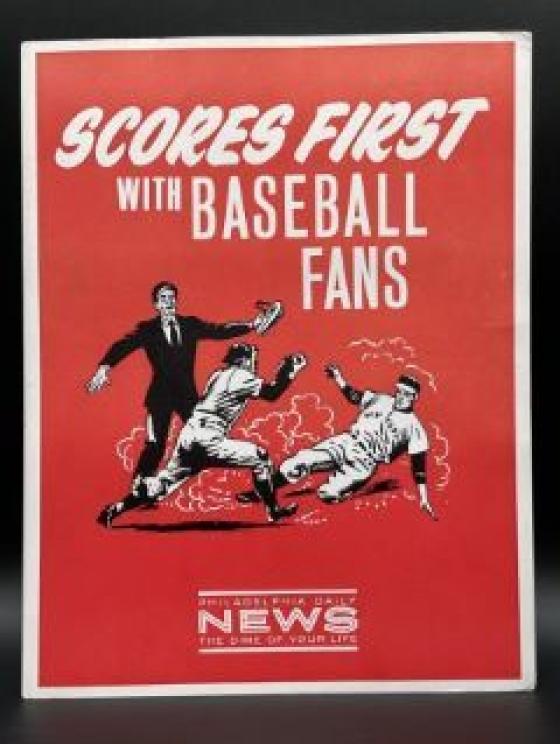 SCORES FIRST
WITH BASEBALL
FANS
PHILADELPHIA DAILY
NEWS
THE DIME OF YOUR LIFE